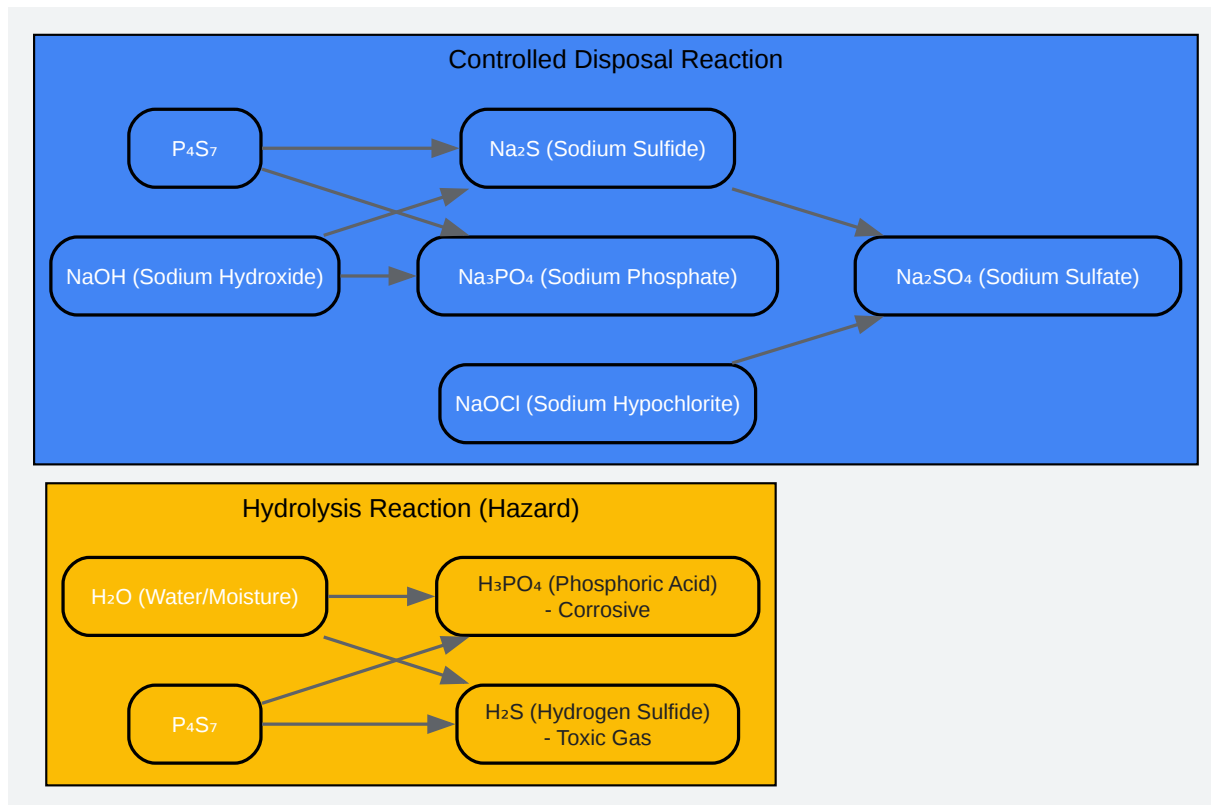 Controlled Disposal Reaction
P₄S₇
Na₂S (Sodium Sulfide)
NaOH (Sodium Hydroxide)
Na₃PO₄ (Sodium Phosphate)
Na₂SO₄ (Sodium Sulfate)
NaOCl (Sodium Hypochlorite)
Hydrolysis Reaction (Hazard)
H₂O (Water/Moisture)
H₃PO₄ (Phosphoric Acid)
- Corrosive
P₄S₇
H₂S (Hydrogen Sulfide)
- Toxic Gas